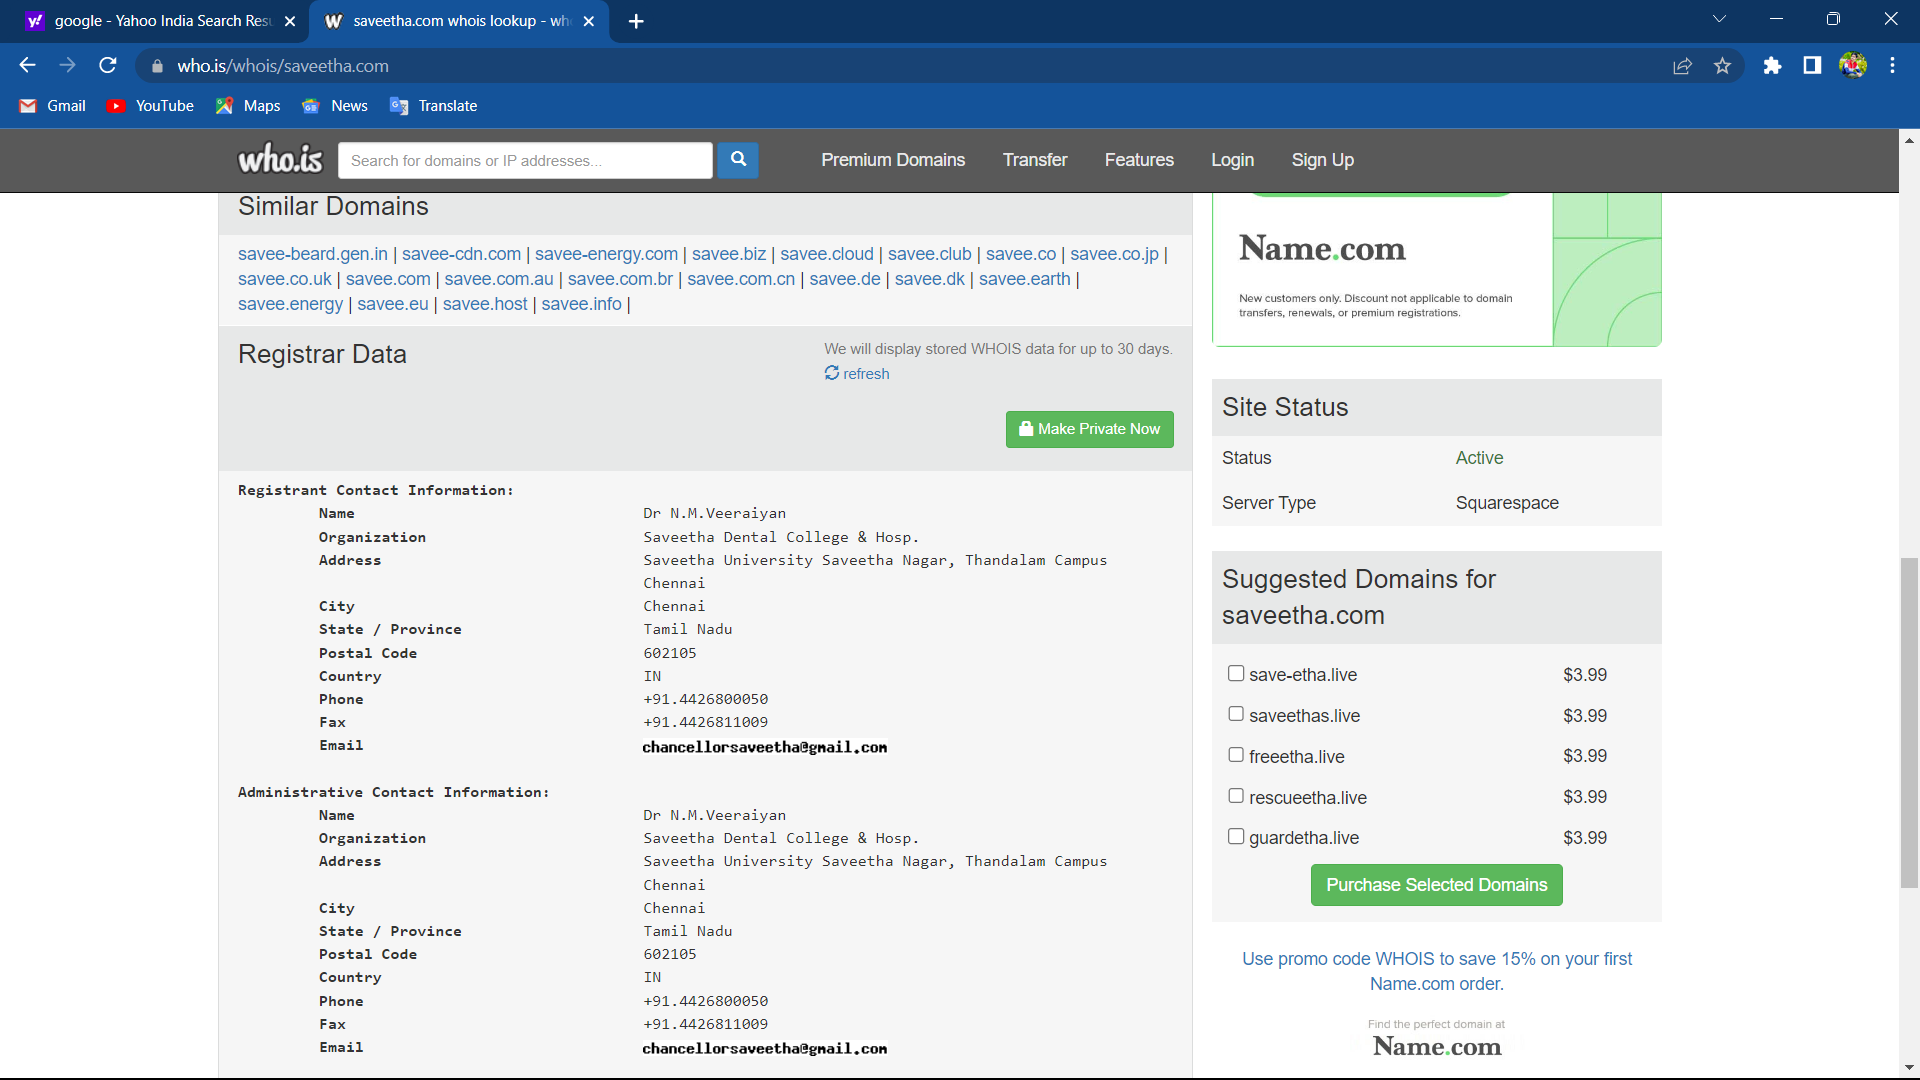 google - Yahoo India Search Resu
saveetha.com whois lookup - who
who.is/whois/saveetha.com
Gmail YouTube Maps News Translate
who.is Search for domains or IP addresses... Premium Domains Transfer Features Login Sign Up
Similar Domains
savee-beard.gen.in | savee-cdn.com | savee-energy.com | savee.biz | savee.cloud | savee.club | savee.co | savee.co.jp |
savee.co.uk | savee.com | savee.com.au | savee.com.br | savee.com.cn | savee.de | savee.dk | savee.earth |
savee.energy | savee.eu | savee.host | savee.info |
Registrar Data
We will display stored WHOIS data for up to 30 days.
refresh
Make Private Now
Registrant Contact Information:
Name Dr N.M.Veeraiyan
Organization Saveetha Dental College & Hosp.
Address Saveetha University Saveetha Nagar, Thandalam Campus
Chennai
City Chennai
State / Province Tamil Nadu
Postal Code 602105
Country IN
Phone +91.4426800050
Fax +91.4426811009
Email chancellorsaveetha@gmail.com
Administrative Contact Information:
Name Dr N.M.Veeraiyan
Organization Saveetha Dental College & Hosp.
Address Saveetha University Saveetha Nagar, Thandalam Campus
Chennai
City Chennai
State / Province Tamil Nadu
Postal Code 602105
Country IN
Phone +91.4426800050
Fax +91.4426811009
Email chancellorsaveetha@gmail.com
Name.com
New customers only. Discount not applicable to domain
transfers, renewals, or premium registrations.
Site Status
Status Active
Server Type Squarespace
Suggested Domains for
saveetha.com
save-etha.live $3.99
saveethas.live $3.99
freeetha.live $3.99
rescueetha.live $3.99
guardetha.live $3.99
Purchase Selected Domains
Use promo code WHOIS to save 15% on your first
Name.com order.
Find the perfect domain at
Name.com